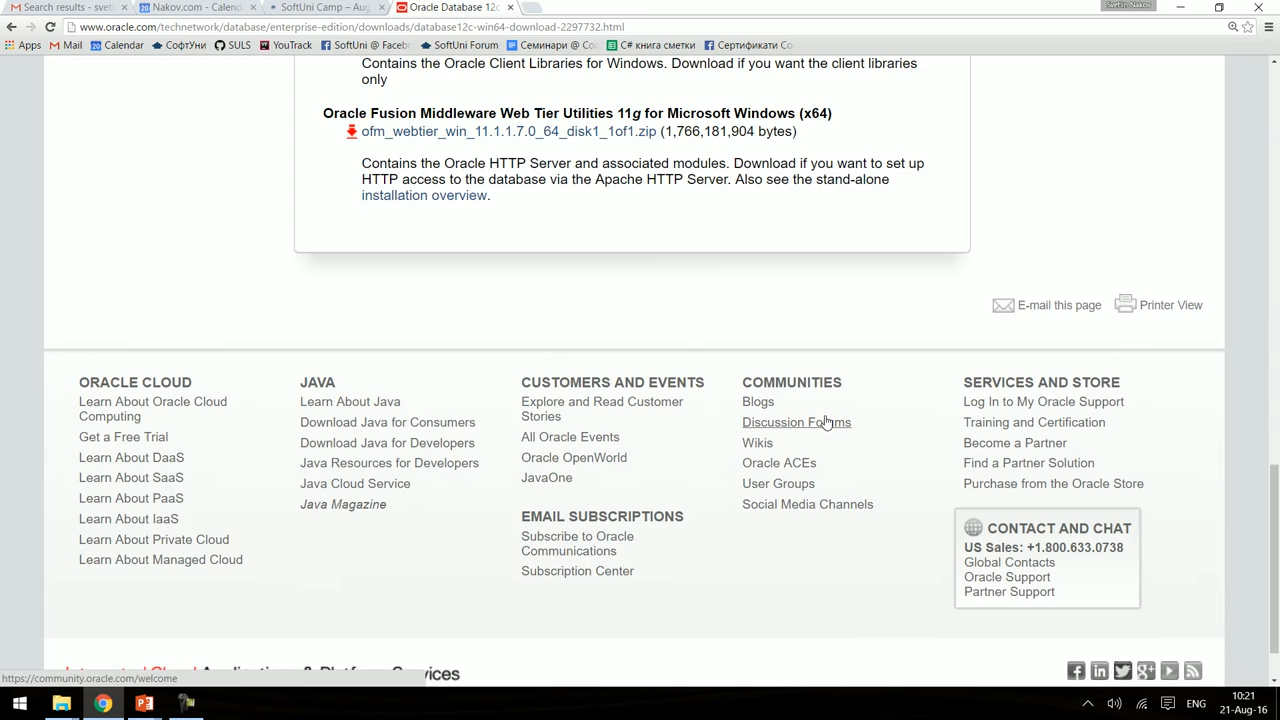 Search results - sveti
Nakov.com - Calenda
SoftUni Camp – Aug
Oracle Database 12c
Svetlin Nakov
www.oracle.com/technetwork/database/enterprise-edition/downloads/database12c-win64-download-2297732.html
Apps
Mail
Calendar
СофтУни
SULS
YouTrack
SoftUni @ Faceb
SoftUni Forum
Семинари @ Со
C# книга сметки
Сертификати Со
Contains the Oracle Client Libraries for Windows. Download if you want the client libraries
only
Oracle Fusion Middleware Web Tier Utilities 11g for Microsoft Windows (x64)
ofm_webtier_win_11.1.1.7.0_64_disk1_1of1.zip (1,766,181,904 bytes)
Contains the Oracle HTTP Server and associated modules. Download if you want to set up
HTTP access to the database via the Apache HTTP Server. Also see the stand-alone
installation overview.
E-mail this page
Printer View
ORACLE CLOUD
Learn About Oracle Cloud
Computing
Get a Free Trial
Learn About DaaS
Learn About SaaS
Learn About PaaS
Learn About IaaS
Learn About Private Cloud
Learn About Managed Cloud
JAVA
Learn About Java
Download Java for Consumers
Download Java for Developers
Java Resources for Developers
Java Cloud Service
Java Magazine
CUSTOMERS AND EVENTS
Explore and Read Customer
Stories
All Oracle Events
Oracle OpenWorld
JavaOne
EMAIL SUBSCRIPTIONS
Subscribe to Oracle
Communications
Subscription Center
COMMUNITIES
Blogs
Discussion Forums
Wikis
Oracle ACEs
User Groups
Social Media Channels
SERVICES AND STORE
Log In to My Oracle Support
Training and Certification
Become a Partner
Find a Partner Solution
Purchase from the Oracle Store
CONTACT AND CHAT
US Sales: +1.800.633.0738
Global Contacts
Oracle Support
Partner Support
Integrated Cloud Applications & Platform Services
https://community.oracle.com/welcome
ENG
10:21
21-Aug-16